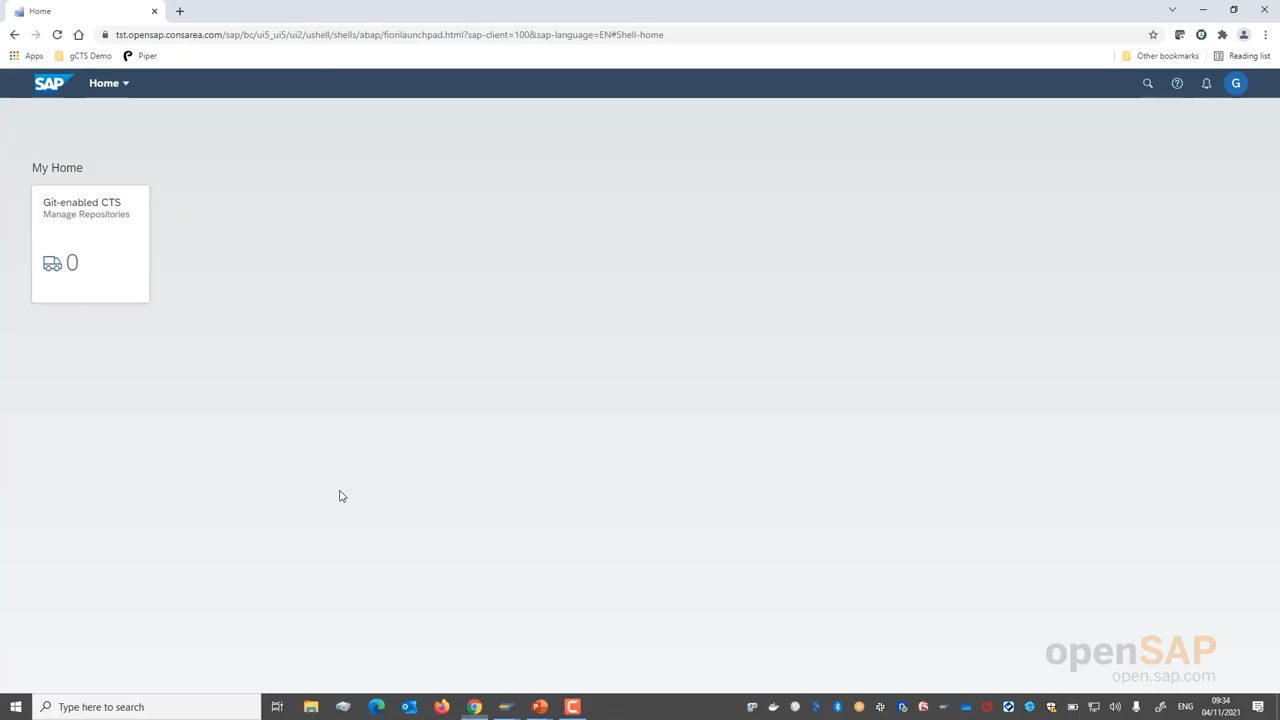 Home
tst.opensap.consarea.com/sap/bc/ui5_ui5/ui2/ushell/shells/abap/fiorilaunchpad.html?sap-client=100&sap-language=EN#Shell-home
Apps gCTS Demo Piper Other bookmarks Reading list
SAP Home G
My Home
Git-enabled CTS
Manage Repositories
0
openSAP
open.sap.com
Type here to search
09:34
04/11/2021